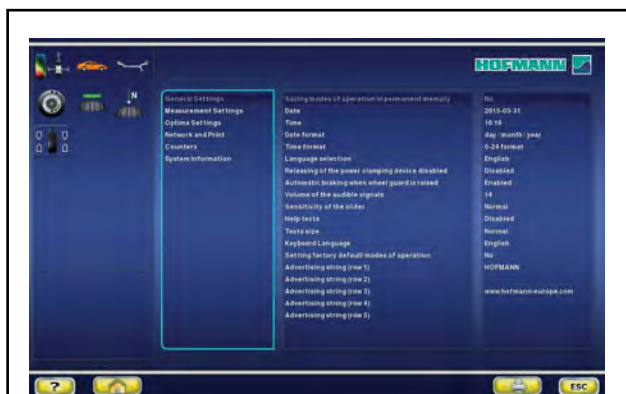 HOFMANN
N
General Settings
Measurement Settings
Optima Settings
Network and Print
Counters
System Information
Saving modes of operation in permanent memory No
Date 2015-03-31
Time 16:16
Date format day / month / year
Time format 0-24 format
Language selection English
Releasing of the power clamping device disabled Disabled
Automatic braking when wheel guard is raised Enabled
Volume of the audible signals 14
Sensitivity of the slider Normal
Help texts Disabled
Texts size Normal
Keyboard Language English
Setting factory default modes of operation No
Advertising string (row 1) HOFMANN
Advertising string (row 2)
Advertising string (row 3) www.hofmann-europe.com
Advertising string (row 4)
Advertising string (row 5)
? ESC